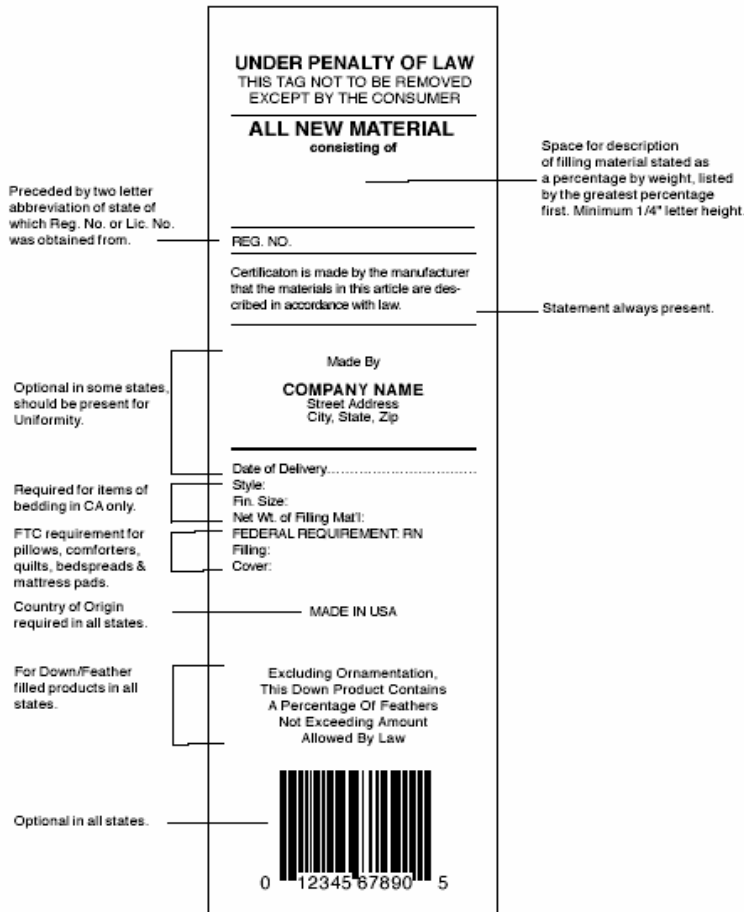 UNDER PENALTY OF LAW
THIS TAG NOT TO BE REMOVED
EXCEPT BY THE CONSUMER
ALL NEW MATERIAL
consisting of
Space for description
of filling material stated as
a percentage by weight, listed
by the greatest percentage
first. Minimum 1/4" letter height.
Preceded by two letter
abbreviation of state of
which Reg. No. or Lic. No.
was obtained from.
REG. NO.
Certificaton is made by the manufacturer
that the materials in this article are des-
cribed in accordance with law.
Statement always present.
Optional in some states,
should be present for
Uniformity.
Made By
COMPANY NAME
Street Address
City, State, Zip
Date of Delivery....................................
Required for items of
bedding in CA only.
Style:
Fin. Size:
Net Wt. of Filling Mat'l:
FTC requirement for
pillows, comforters,
quilts, bedspreads &
mattress pads.
FEDERAL REQUIREMENT: RN
Filling:
Cover:
Country of Origin
required in all states.
MADE IN USA
For Down/Feather
filled products in all
states.
Excluding Ornamentation,
This Down Product Contains
A Percentage Of Feathers
Not Exceeding Amount
Allowed By Law
Optional in all states.
0 12345 67890 5